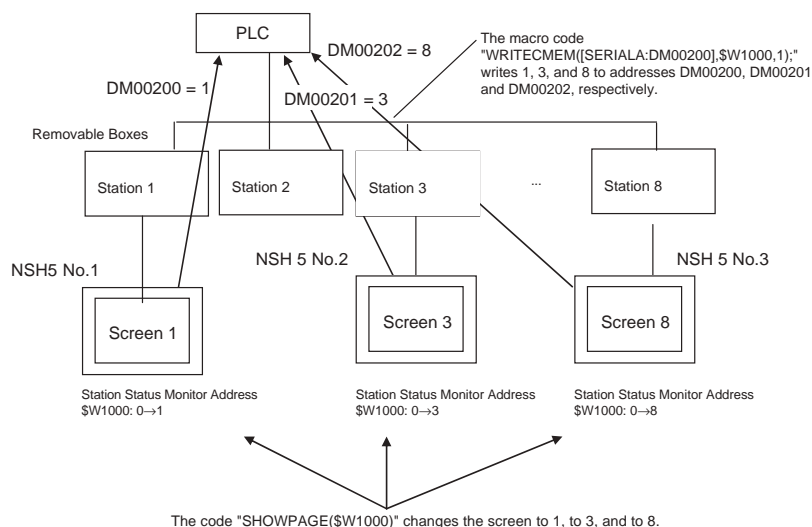 PLC
DM00202 = 8
The macro code
"WRITECMEM([SERIALA:DM00200],$W1000,1);"
writes 1, 3, and 8 to addresses DM00200, DM00201
and DM00202, respectively.
DM00200 = 1
DM00201 = 3
Removable Boxes
Station 1
Station 2
Station 3
...
Station 8
NSH5 No.1
NSH 5 No.2
NSH 5 No.3
Screen 1
Screen 3
Screen 8
Station Status Monitor Address
$W1000: 0→1
Station Status Monitor Address
$W1000: 0→3
Station Status Monitor Address
$W1000: 0→8
The code "SHOWPAGE($W1000)" changes the screen to 1, to 3, and to 8.